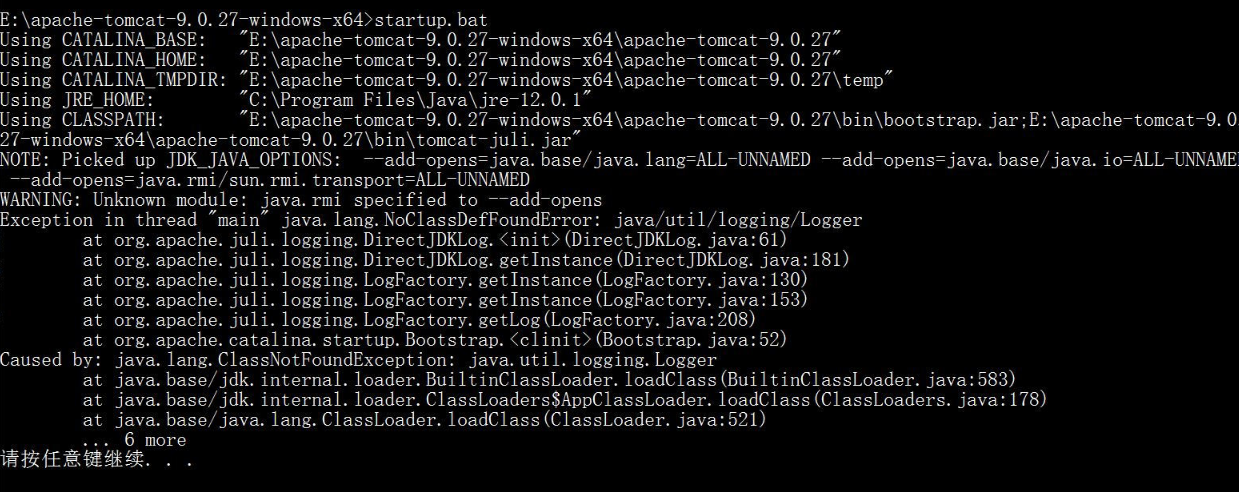 E:\apache-tomcat-9.0.27-windows-x64>startup.bat
Using CATALINA_BASE:   "E:\apache-tomcat-9.0.27-windows-x64\apache-tomcat-9.0.27"
Using CATALINA_HOME:   "E:\apache-tomcat-9.0.27-windows-x64\apache-tomcat-9.0.27"
Using CATALINA_TMPDIR: "E:\apache-tomcat-9.0.27-windows-x64\apache-tomcat-9.0.27\temp"
Using JRE_HOME:        "C:\Program Files\Java\jre-12.0.1"
Using CLASSPATH:       "E:\apache-tomcat-9.0.27-windows-x64\apache-tomcat-9.0.27\bin\bootstrap.jar;E:\apache-tomcat-9.0.
27-windows-x64\apache-tomcat-9.0.27\bin\tomcat-juli.jar"
NOTE: Picked up JDK_JAVA_OPTIONS:  --add-opens=java.base/java.lang=ALL-UNNAMED --add-opens=java.base/java.io=ALL-UNNAMED
 --add-opens=java.rmi/sun.rmi.transport=ALL-UNNAMED
WARNING: Unknown module: java.rmi specified to --add-opens
Exception in thread "main" java.lang.NoClassDefFoundError: java/util/logging/Logger
        at org.apache.juli.logging.DirectJDKLog.<init>(DirectJDKLog.java:61)
        at org.apache.juli.logging.DirectJDKLog.getInstance(DirectJDKLog.java:181)
        at org.apache.juli.logging.LogFactory.getInstance(LogFactory.java:130)
        at org.apache.juli.logging.LogFactory.getInstance(LogFactory.java:153)
        at org.apache.juli.logging.LogFactory.getLog(LogFactory.java:208)
        at org.apache.catalina.startup.Bootstrap.<clinit>(Bootstrap.java:52)
Caused by: java.lang.ClassNotFoundException: java.util.logging.Logger
        at java.base/jdk.internal.loader.BuiltinClassLoader.loadClass(BuiltinClassLoader.java:583)
        at java.base/jdk.internal.loader.ClassLoaders$AppClassLoader.loadClass(ClassLoaders.java:178)
        at java.base/java.lang.ClassLoader.loadClass(ClassLoader.java:521)
        ... 6 more
请按任意键继续. . .